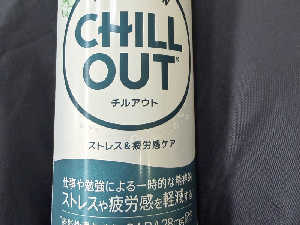 CHILL
OUT
チルアウト
ストレス&疲労感ケア
仕事や勉強による一時的な精神的
ストレスや疲労感を軽減する
GABA 28mg